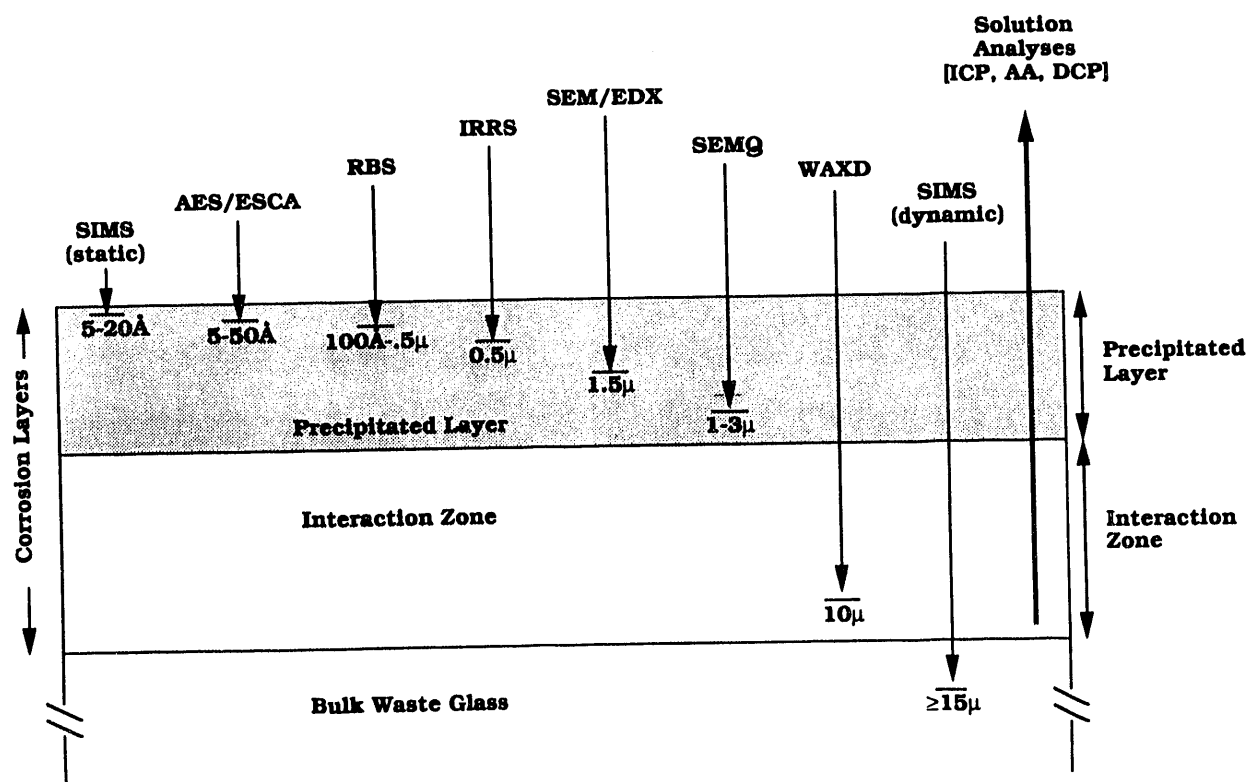 Solution
Analyses
[ICP, AA, DCP]
SEM/EDX
IRRS
SEMQ
RBS
WAXD
AES/ESCA
SIMS
(dynamic)
SIMS
(static)
5-20Å
5-50Å
100Å-.5μ
0.5μ
1.5μ
1-3μ
Precipitated Layer
Precipitated
Layer
Corrosion Layers
Interaction Zone
Interaction
Zone
10μ
≥15μ
Bulk Waste Glass